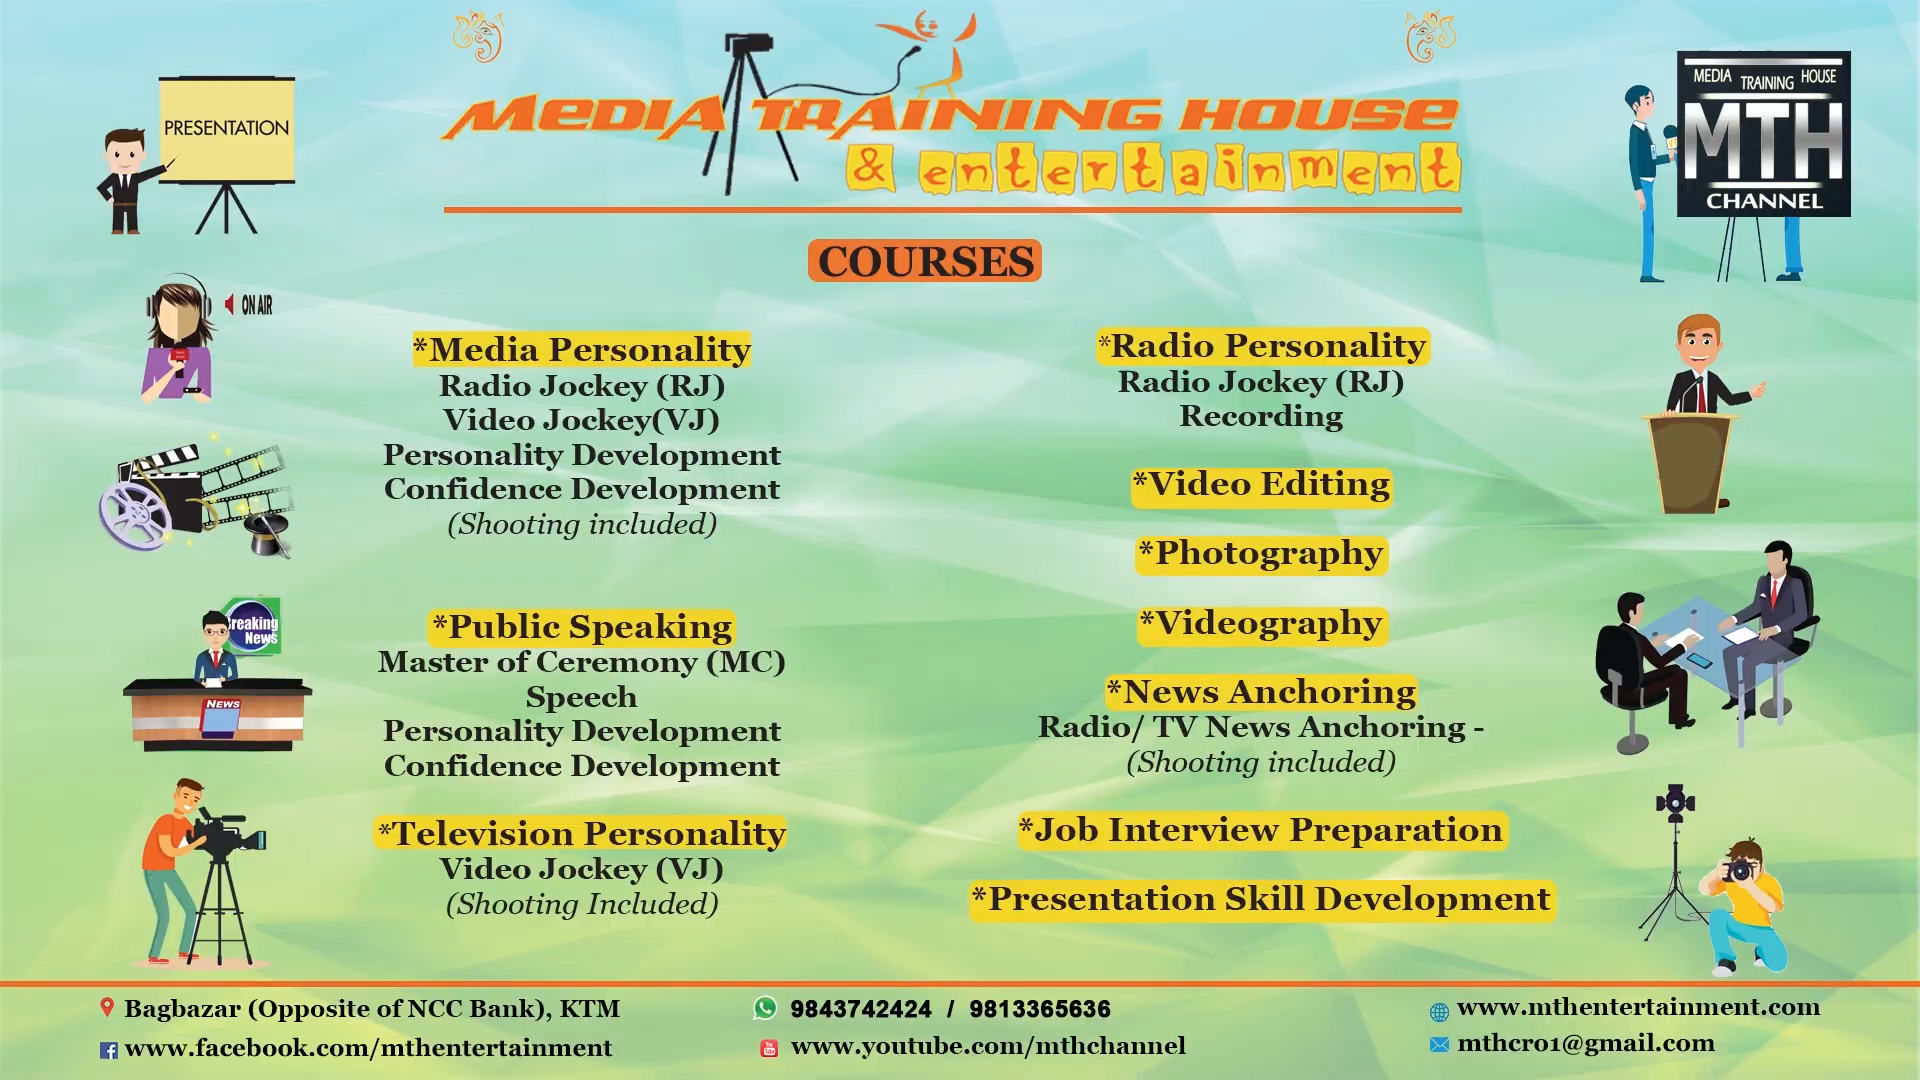 MEDIA TRAINING HOUSE
& entertainment
PRESENTATION
MEDIA TRAINING HOUSE
MTH
CHANNEL
COURSES
ON AIR
*Media Personality
Radio Jockey (RJ)
Video Jockey(VJ)
Personality Development
Confidence Development
(Shooting included)
Breaking
News
NEWS
*Public Speaking
Master of Ceremony (MC)
Speech
Personality Development
Confidence Development
*Television Personality
Video Jockey (VJ)
(Shooting Included)
*Radio Personality
Radio Jockey (RJ)
Recording
*Video Editing
*Photography
*Videography
*News Anchoring
Radio/ TV News Anchoring -
(Shooting included)
*Job Interview Preparation
*Presentation Skill Development
Bagbazar (Opposite of NCC Bank), KTM
9843742424 / 9813365636
www.mthentertainment.com
www.facebook.com/mthentertainment
www.youtube.com/mthchannel
mthcro1@gmail.com